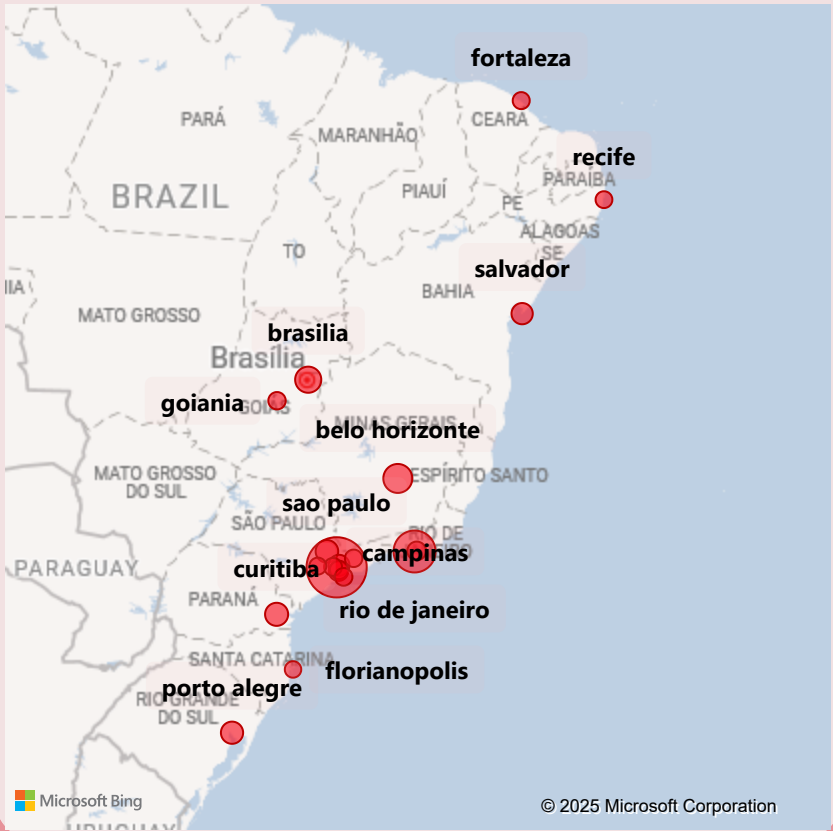 fortaleza
PARÁ
CEARA
MARANHÃO
recife
PARAÍBA
BRAZIL
PIAUÍ
PE
ALAGOAS
SE
TO
salvador
BAHIA
MATO GROSSO
brasilia
Brasília
goiania
GOIÁS
MINAS GERAIS
belo horizonte
MATO GROSSO
DO SUL
ESPÍRITO SANTO
sao paulo
SÃO PAULO
RIO DE
campinas
PARAGUAY
curitiba
PARANÁ
rio de janeiro
SANTA CATARINA
florianopolis
porto alegre
RIO GRANDE
DO SUL
Microsoft Bing
© 2025 Microsoft Corporation
URUGUAY